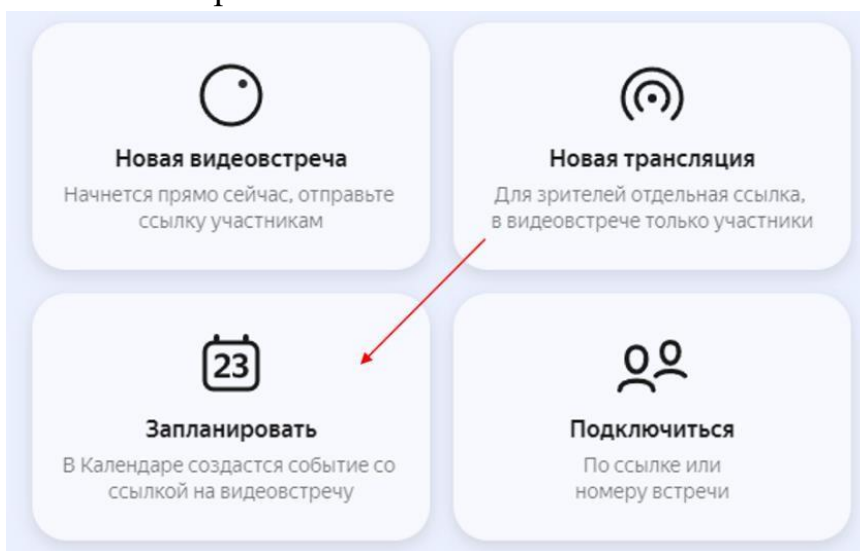 Новая видеовстреча
Начнется прямо сейчас, отправьте
ссылку участникам
Новая трансляция
Для зрителей отдельная ссылка,
в видеовстрече только участники
23
Запланировать
В Календаре создастся событие со
ссылкой на видеовстречу
Подключиться
По ссылке или
номеру встречи